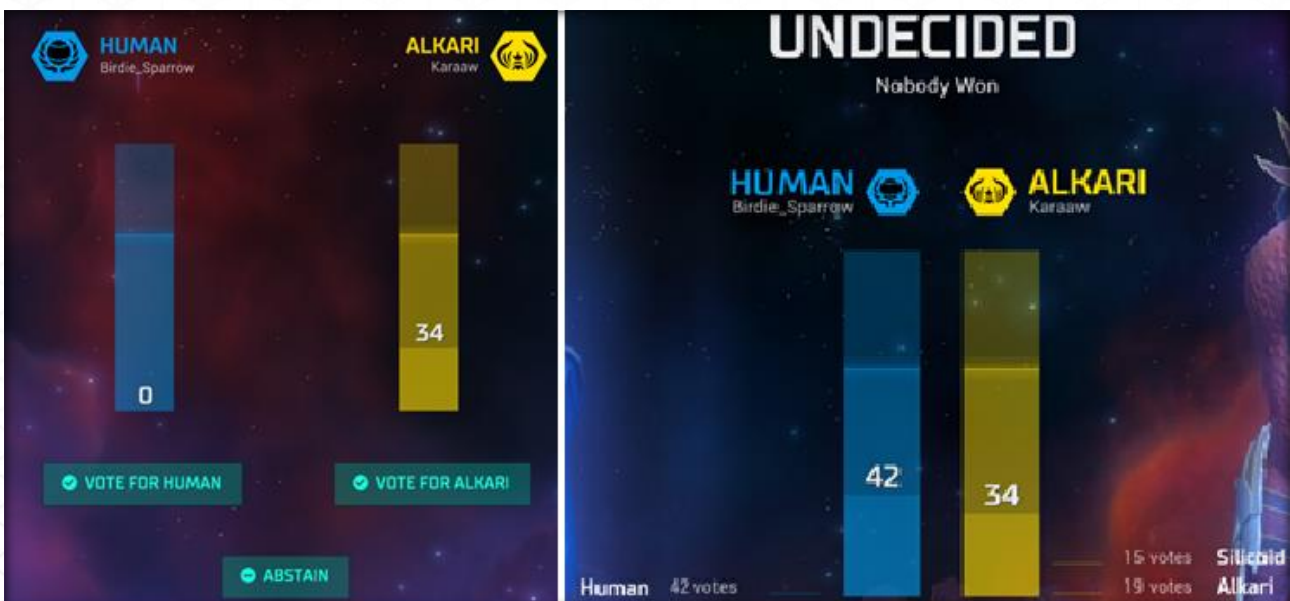 HUMAN
Birdie_Sparrow
ALKARI
Karaaw
0
34
VOTE FOR HUMAN
VOTE FOR ALKARI
ABSTAIN
UNDECIDED
Nobody Won
HUMAN
Birdie_Sparrow
ALKARI
Karaaw
42
34
Human 42 votes
15 votes Silicoid
19 votes Alkari